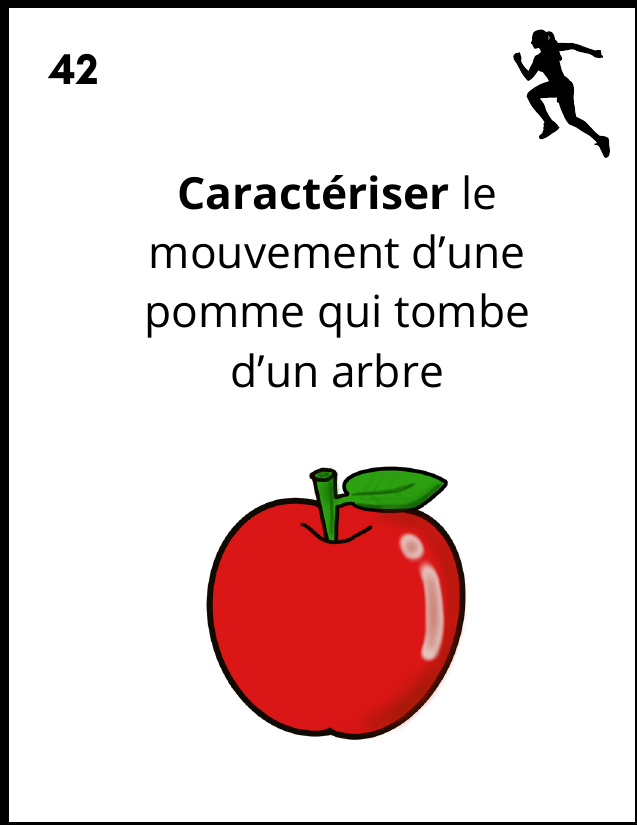 42
Caractériser le
mouvement d’une
pomme qui tombe
d’un arbre